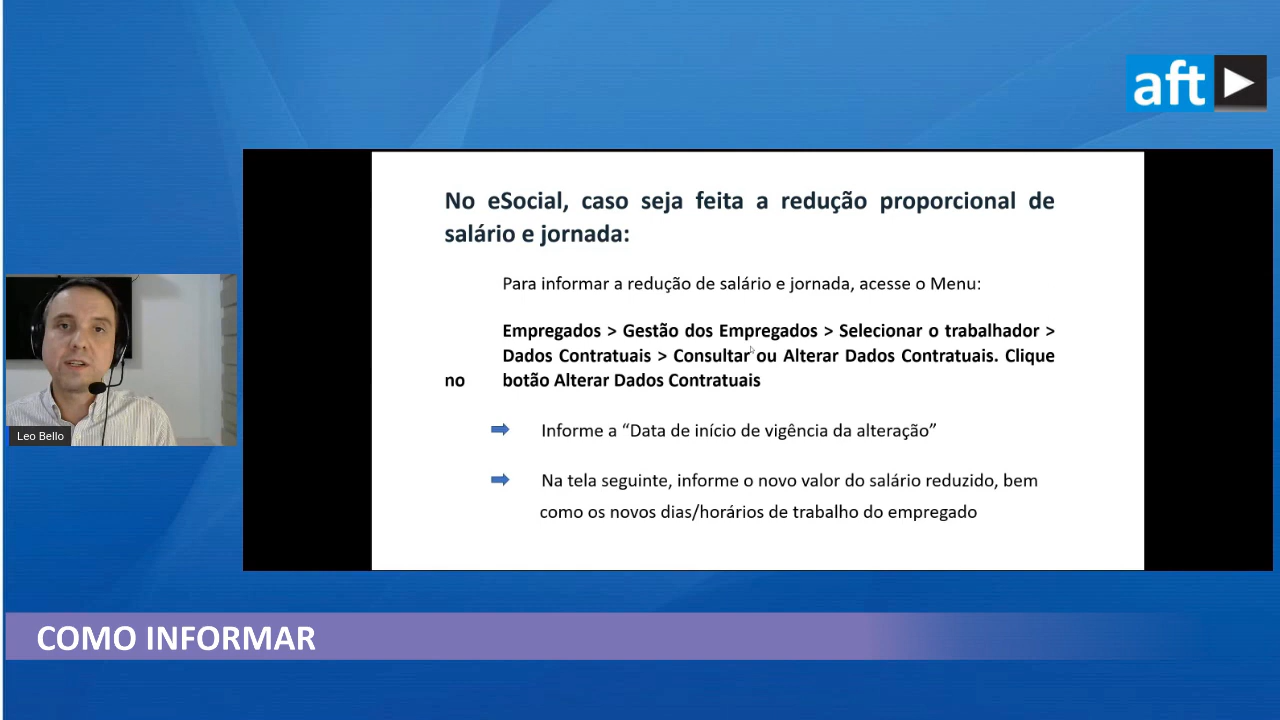 aft
No eSocial, caso seja feita a redução proporcional de
salário e jornada:
Para informar a redução de salário e jornada, acesse o Menu:
Empregados > Gestão dos Empregados > Selecionar o trabalhador >
Dados Contratuais > Consultar ou Alterar Dados Contratuais. Clique
no botão Alterar Dados Contratuais
Informe a “Data de início de vigência da alteração”
Na tela seguinte, informe o novo valor do salário reduzido, bem
como os novos dias/horários de trabalho do empregado
Leo Bello
COMO INFORMAR